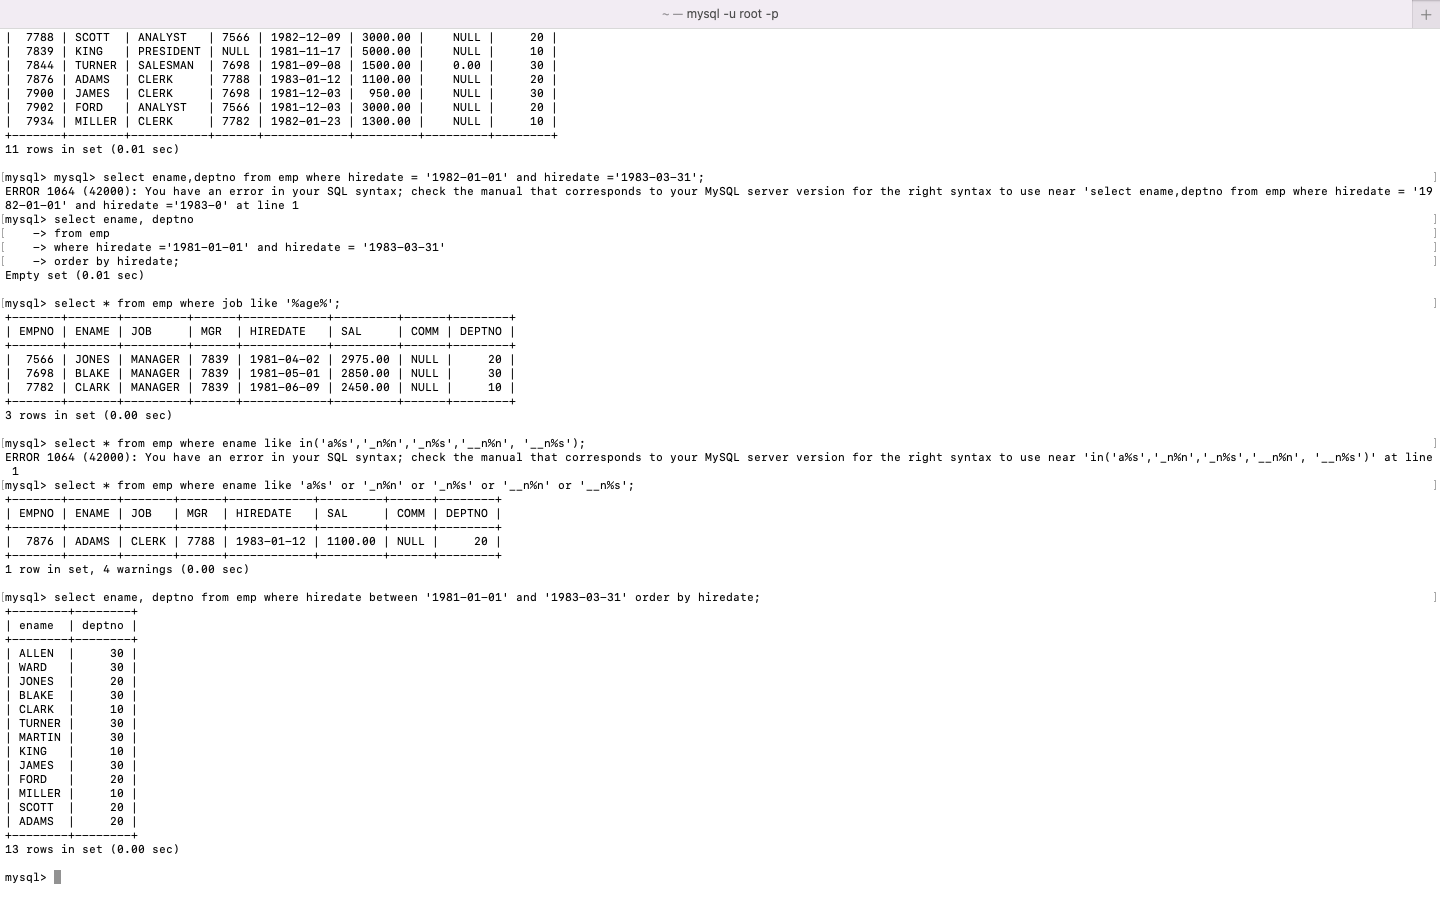 ~ — mysql -u root -p
+
|  7788 | SCOTT  | ANALYST   | 7566 | 1982-12-09 | 3000.00 |    NULL |     20 |
|  7839 | KING   | PRESIDENT | NULL | 1981-11-17 | 5000.00 |    NULL |     10 |
|  7844 | TURNER | SALESMAN  | 7698 | 1981-09-08 | 1500.00 |    0.00 |     30 |
|  7876 | ADAMS  | CLERK     | 7788 | 1983-01-12 | 1100.00 |    NULL |     20 |
|  7900 | JAMES  | CLERK     | 7698 | 1981-12-03 |  950.00 |    NULL |     30 |
|  7902 | FORD   | ANALYST   | 7566 | 1981-12-03 | 3000.00 |    NULL |     20 |
|  7934 | MILLER | CLERK     | 7782 | 1982-01-23 | 1300.00 |    NULL |     10 |
+-------+--------+-----------+------+------------+---------+---------+--------+
11 rows in set (0.01 sec)
[mysql> mysql> select ename,deptno from emp where hiredate = '1982-01-01' and hiredate ='1983-03-31'; ]
ERROR 1064 (42000): You have an error in your SQL syntax; check the manual that corresponds to your MySQL server version for the right syntax to use near 'select ename,deptno from emp where hiredate = '19
82-01-01' and hiredate ='1983-0' at line 1
[mysql> select ename, deptno ]
[    -> from emp ]
[    -> where hiredate ='1981-01-01' and hiredate = '1983-03-31' ]
[    -> order by hiredate; ]
Empty set (0.01 sec)
[mysql> select * from emp where job like '%age%'; ]
+-------+-------+---------+------+------------+---------+------+--------+
| EMPNO | ENAME | JOB     | MGR  | HIREDATE   | SAL     | COMM | DEPTNO |
+-------+-------+---------+------+------------+---------+------+--------+
|  7566 | JONES | MANAGER | 7839 | 1981-04-02 | 2975.00 | NULL |     20 |
|  7698 | BLAKE | MANAGER | 7839 | 1981-05-01 | 2850.00 | NULL |     30 |
|  7782 | CLARK | MANAGER | 7839 | 1981-06-09 | 2450.00 | NULL |     10 |
+-------+-------+---------+------+------------+---------+------+--------+
3 rows in set (0.00 sec)
[mysql> select * from emp where ename like in('a%s','_n%n','_n%s','__n%n', '__n%s'); ]
ERROR 1064 (42000): You have an error in your SQL syntax; check the manual that corresponds to your MySQL server version for the right syntax to use near 'in('a%s','_n%n','_n%s','__n%n', '__n%s')' at line
 1
[mysql> select * from emp where ename like 'a%s' or '_n%n' or '_n%s' or '__n%n' or '__n%s'; ]
+-------+-------+-------+------+------------+---------+------+--------+
| EMPNO | ENAME | JOB   | MGR  | HIREDATE   | SAL     | COMM | DEPTNO |
+-------+-------+-------+------+------------+---------+------+--------+
|  7876 | ADAMS | CLERK | 7788 | 1983-01-12 | 1100.00 | NULL |     20 |
+-------+-------+-------+------+------------+---------+------+--------+
1 row in set, 4 warnings (0.00 sec)
[mysql> select ename, deptno from emp where hiredate between '1981-01-01' and '1983-03-31' order by hiredate; ]
+--------+--------+
| ename  | deptno |
+--------+--------+
| ALLEN  |     30 |
| WARD   |     30 |
| JONES  |     20 |
| BLAKE  |     30 |
| CLARK  |     10 |
| TURNER |     30 |
| MARTIN |     30 |
| KING   |     10 |
| JAMES  |     30 |
| FORD   |     20 |
| MILLER |     10 |
| SCOTT  |     20 |
| ADAMS  |     20 |
+--------+--------+
13 rows in set (0.00 sec)
mysql>